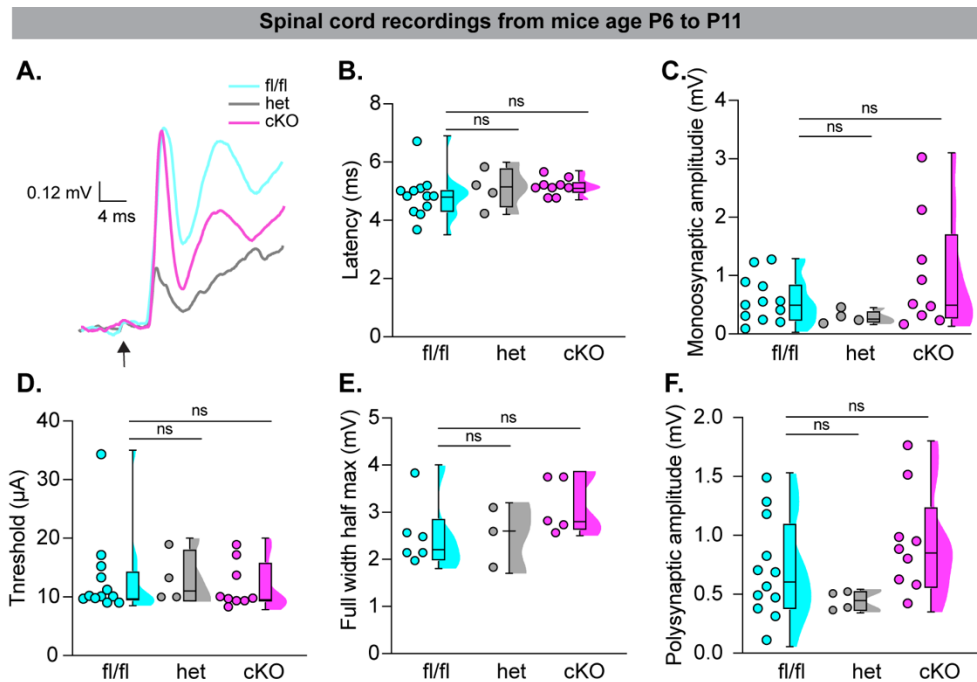 Spinal cord recordings from mice age P6 to P11
A.
fl/fl
het
cKO
0.12 mV
4 ms
B.
Latency (ms)
8
6
4
2
0
ns
ns
fl/fl het cKO
C.
Monoosynaptic amplitudie (mV)
4
3
2
1
0
ns
ns
fl/fl het cKO
D.
Tnreshold (µA)
40
30
20
10
0
ns
ns
fl/fl het cKO
E.
Full width half max (mV)
5
4
3
2
1
0
ns
ns
fl/fl het cKO
F.
Polysynaptic amplitude (mV)
2.0
1.5
1.0
0.5
0.0
ns
ns
fl/fl het cKO